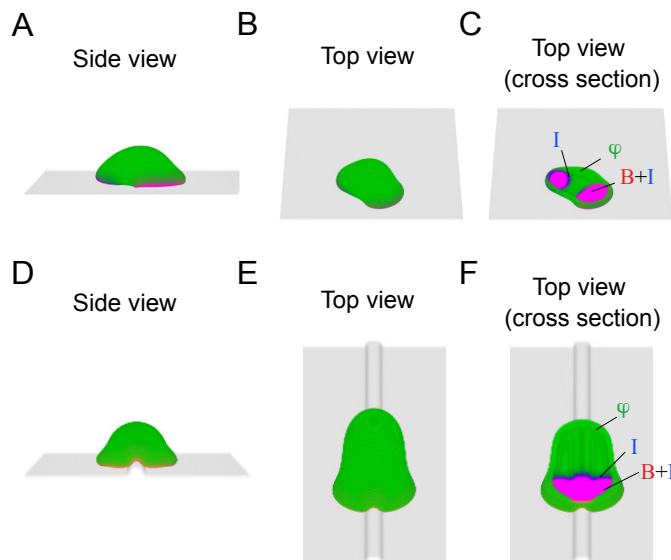 A
Side view
B
Top view
C
Top view
(cross section)
I
φ
B+I
D
Side view
E
Top view
F
Top view
(cross section)
φ
I
B+I